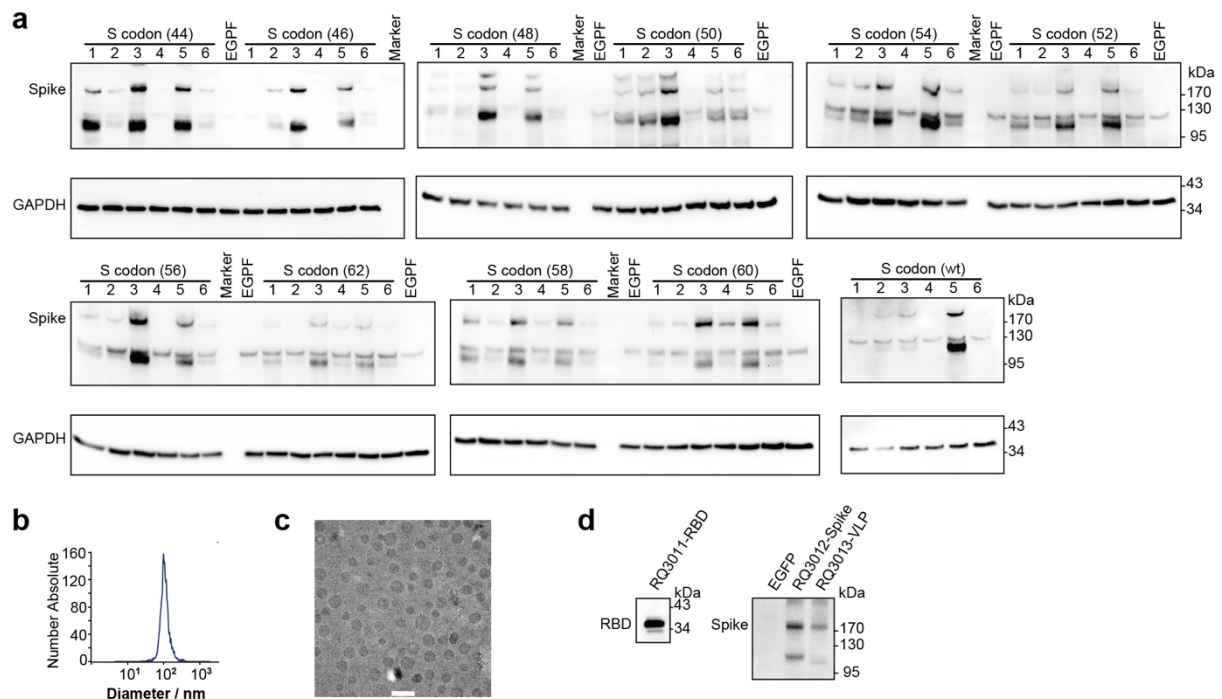 a
S codon (44) EGPF S codon (46) Marker
1 2 3 4 5 6 1 2 3 4 5 6
S codon (48) Marker EGPF S codon (50) EGPF
1 2 3 4 5 6 1 2 3 4 5 6
S codon (54) Marker EGPF S codon (52) EGPF
1 2 3 4 5 6 1 2 3 4 5 6
kDa
Spike
170
130
95
GAPDH
43
34
S codon (56) Marker EGPF S codon (62) EGPF
1 2 3 4 5 6 1 2 3 4 5 6
S codon (58) Marker EGPF S codon (60) EGPF
1 2 3 4 5 6 1 2 3 4 5 6
S codon (wt)
1 2 3 4 5 6
kDa
Spike
170
130
95
GAPDH
43
34
b
Number Absolute
160
120
80
40
0
10¹ 10² 10³
Diameter / nm
c
d
RQ3011-RBD
kDa
43
RBD
34
EGFP
RQ3012-Spike
RQ3013-VLP
kDa
Spike
170
130
95